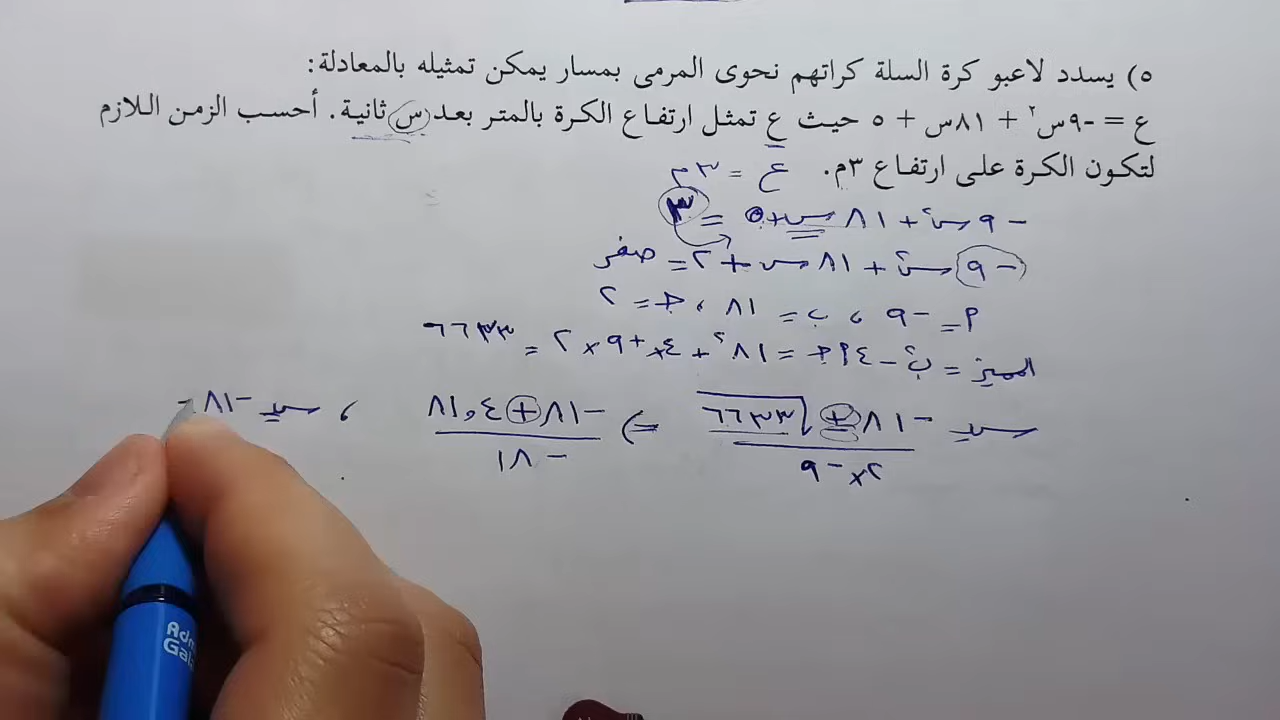 ٥) يسدد لاعبو كرة السلة كراتهم نحوى المرمى بمسار يمكن تمثيله بالمعادلة:
ع = -٩س٢ + ٨١س + ٥ حيث ع تمثل ارتفاع الكرة بالمتر بعد س ثانية. أحسب الزمن اللازم
لتكون الكرة على ارتفاع ٣م. ع = ٣م
-٩س٢ + ٨١س + ٥ = ٣
-٩س٢ + ٨١س + ٢ = صفر
٩ = -٩ ، ب = ٨١ ، جـ = ٢
المميز = ب٢ - ٤أجـ = ٨١٢ + ٤×٩×٢ = ٦٦٣٣
س = (-٨١ ± √٦٦٣٣) / (٢×-٩) = (-٨١ + ٨١,٤) / -١٨ ، س = -٨١ -
Adm
Gala